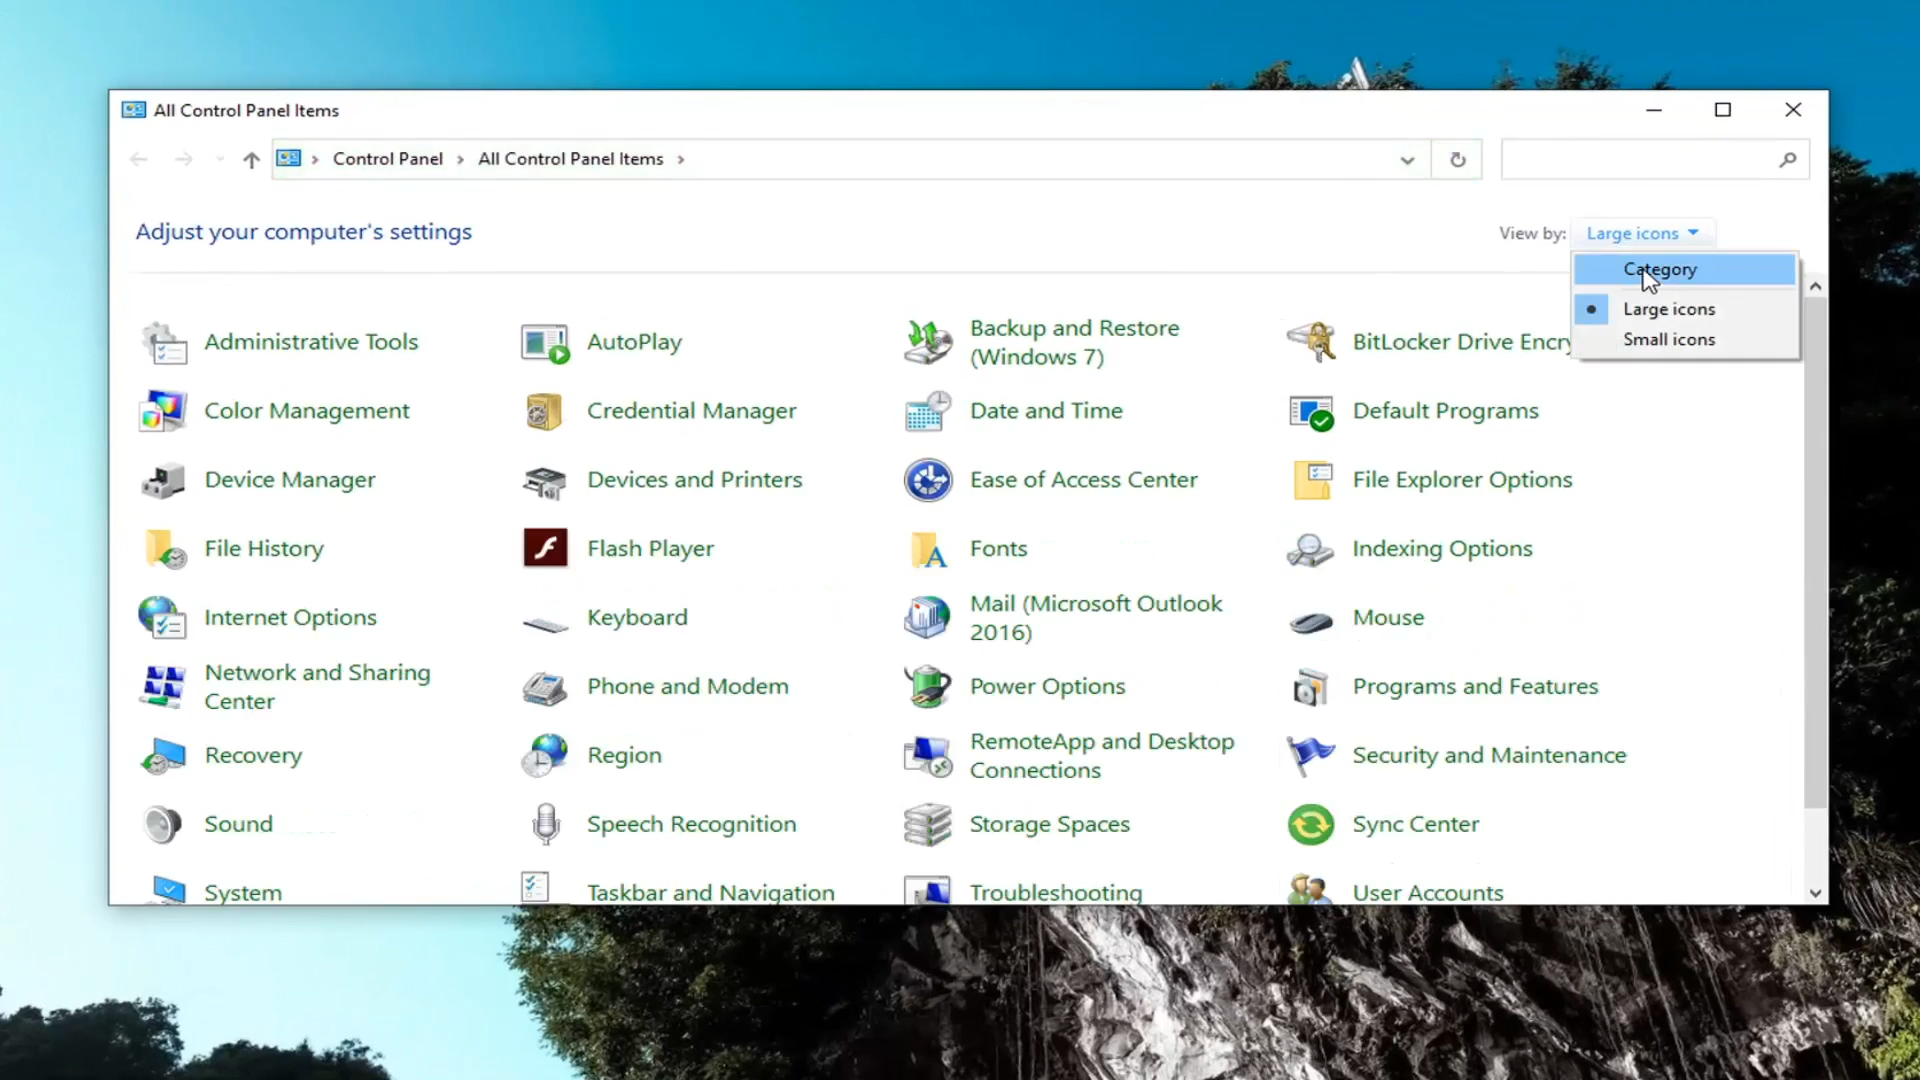 All Control Panel Items
Control Panel > All Control Panel Items >
Adjust your computer's settings
View by: Large icons
Category
Large icons
Small icons
Administrative Tools
AutoPlay
Backup and Restore
(Windows 7)
BitLocker Drive Encry
Color Management
Credential Manager
Date and Time
Default Programs
Device Manager
Devices and Printers
Ease of Access Center
File Explorer Options
File History
Flash Player
Fonts
Indexing Options
Internet Options
Keyboard
Mail (Microsoft Outlook
2016)
Mouse
Network and Sharing
Center
Phone and Modem
Power Options
Programs and Features
Recovery
Region
RemoteApp and Desktop
Connections
Security and Maintenance
Sound
Speech Recognition
Storage Spaces
Sync Center
System
Taskbar and Navigation
Troubleshooting
User Accounts